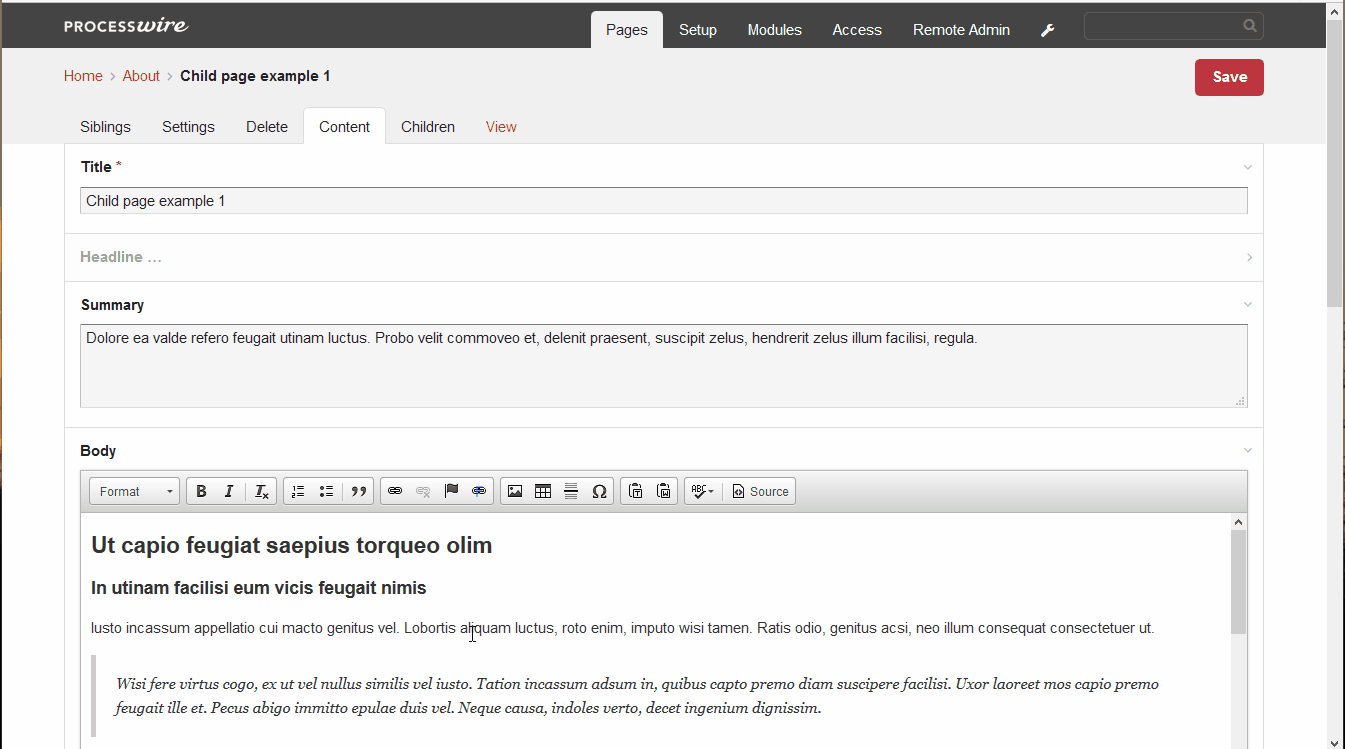 PROCESSwire Pages Setup Modules Access Remote Admin
Home > About > Child page example 1 Save
Siblings Settings Delete Content Children View
Title *
Child page example 1
Headline ...
Summary
Dolore ea valde refero feugait utinam luctus. Probo velit commoveo et, delenit praesent, suscipit zelus, hendrerit zelus illum facilisi, regula.
Body
Format B I Tx ABC Source
Ut capio feugiat saepius torqueo olim
In utinam facilisi eum vicis feugait nimis
Iusto incassum appellatio cui macto genitus vel. Lobortis aliquam luctus, roto enim, imputo wisi tamen. Ratis odio, genitus acsi, neo illum consequat consectetuer ut.
Wisi fere virtus cogo, ex ut vel nullus similis vel iusto. Tation incassum adsum in, quibus capto premo diam suscipere facilisi. Uxor laoreet mos capio premo
feugait ille et. Pecus abigo immitto epulae duis vel. Neque causa, indoles verto, decet ingenium dignissim.